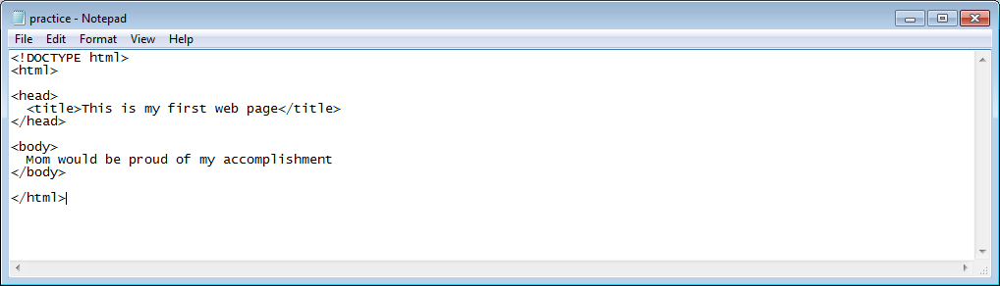 practice - Notepad
File Edit Format View Help
<!DOCTYPE html>
<html>

<head>
  <title>This is my first web page</title>
</head>

<body>
  Mom would be proud of my accomplishment
</body>

</html>